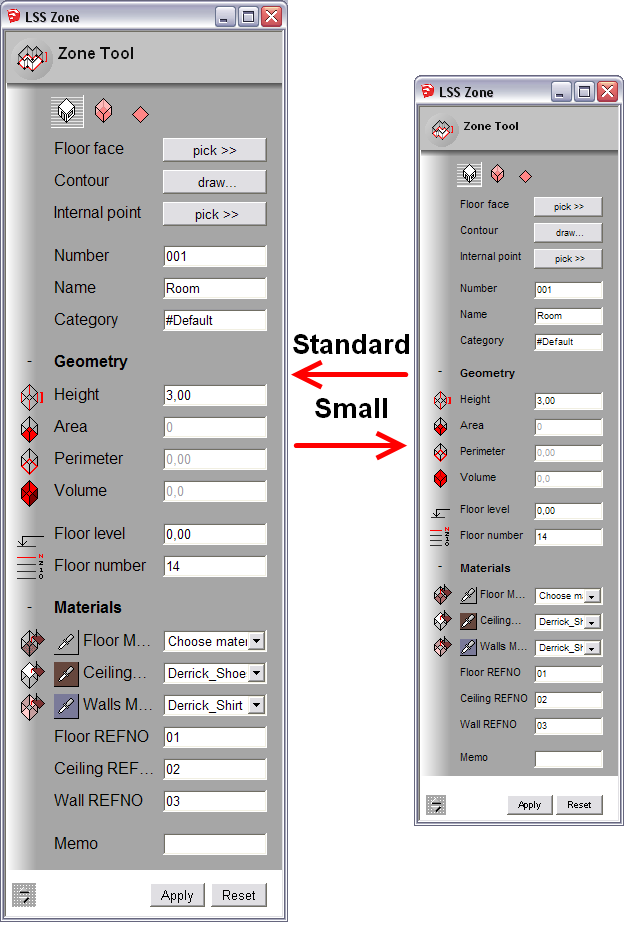 LSS Zone
Zone Tool
Floor face pick >>
Contour draw...
Internal point pick >>
Number 001
Name Room
Category #Default
- Geometry
Height 3,00
Area 0
Perimeter 0,00
Volume 0,0
Floor level 0,00
Floor number 14
- Materials
Floor M... Choose mater
Ceiling... Derrick_Shoe
Walls M... Derrick_Shirt
Floor REFNO 01
Ceiling REF... 02
Wall REFNO 03
Memo
Apply Reset
Standard
Small
LSS Zone
Zone Tool
Floor face pick >>
Contour draw...
Internal point pick >>
Number 001
Name Room
Category #Default
- Geometry
Height 3,00
Area 0
Perimeter 0,00
Volume 0,0
Floor level 0,00
Floor number 14
- Materials
Floor M... Choose ma
Ceiling... Derrick_Sh
Walls M... Derrick_Sh
Floor REFNO 01
Ceiling REFNO 02
Wall REFNO 03
Memo
Apply Reset